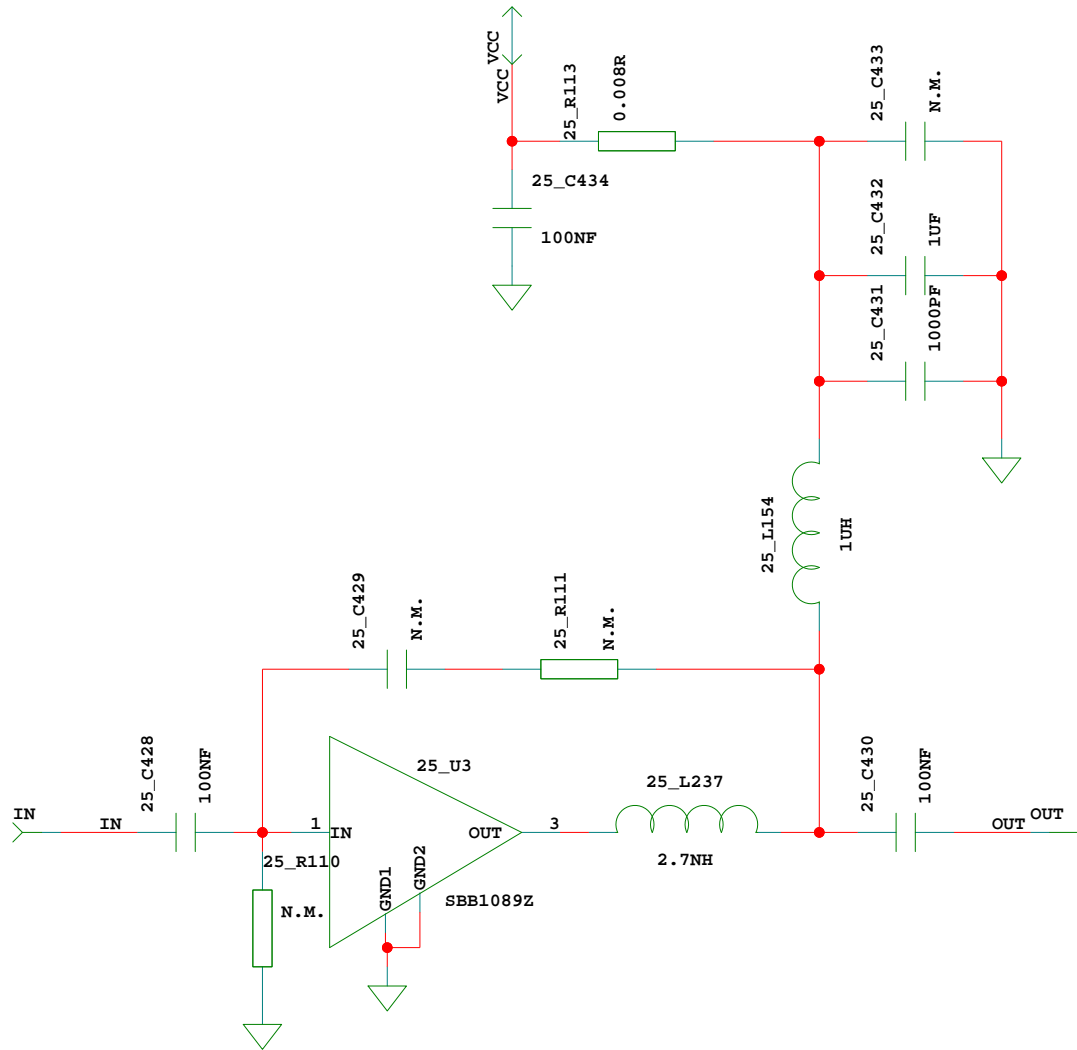 VCC
VCC
25_R113
0.008R
25_C433
N.M.
25_C434
100NF
25_C432
1UF
25_C431
1000PF
25_L154
1UH
25_C429
N.M.
25_R111
N.M.
25_C428
100NF
25_U3
25_L237
2.7NH
25_C430
100NF
IN
IN
1
IN
OUT
3
OUT
OUT
25_R110
N.M.
GND1
GND2
SBB1089Z